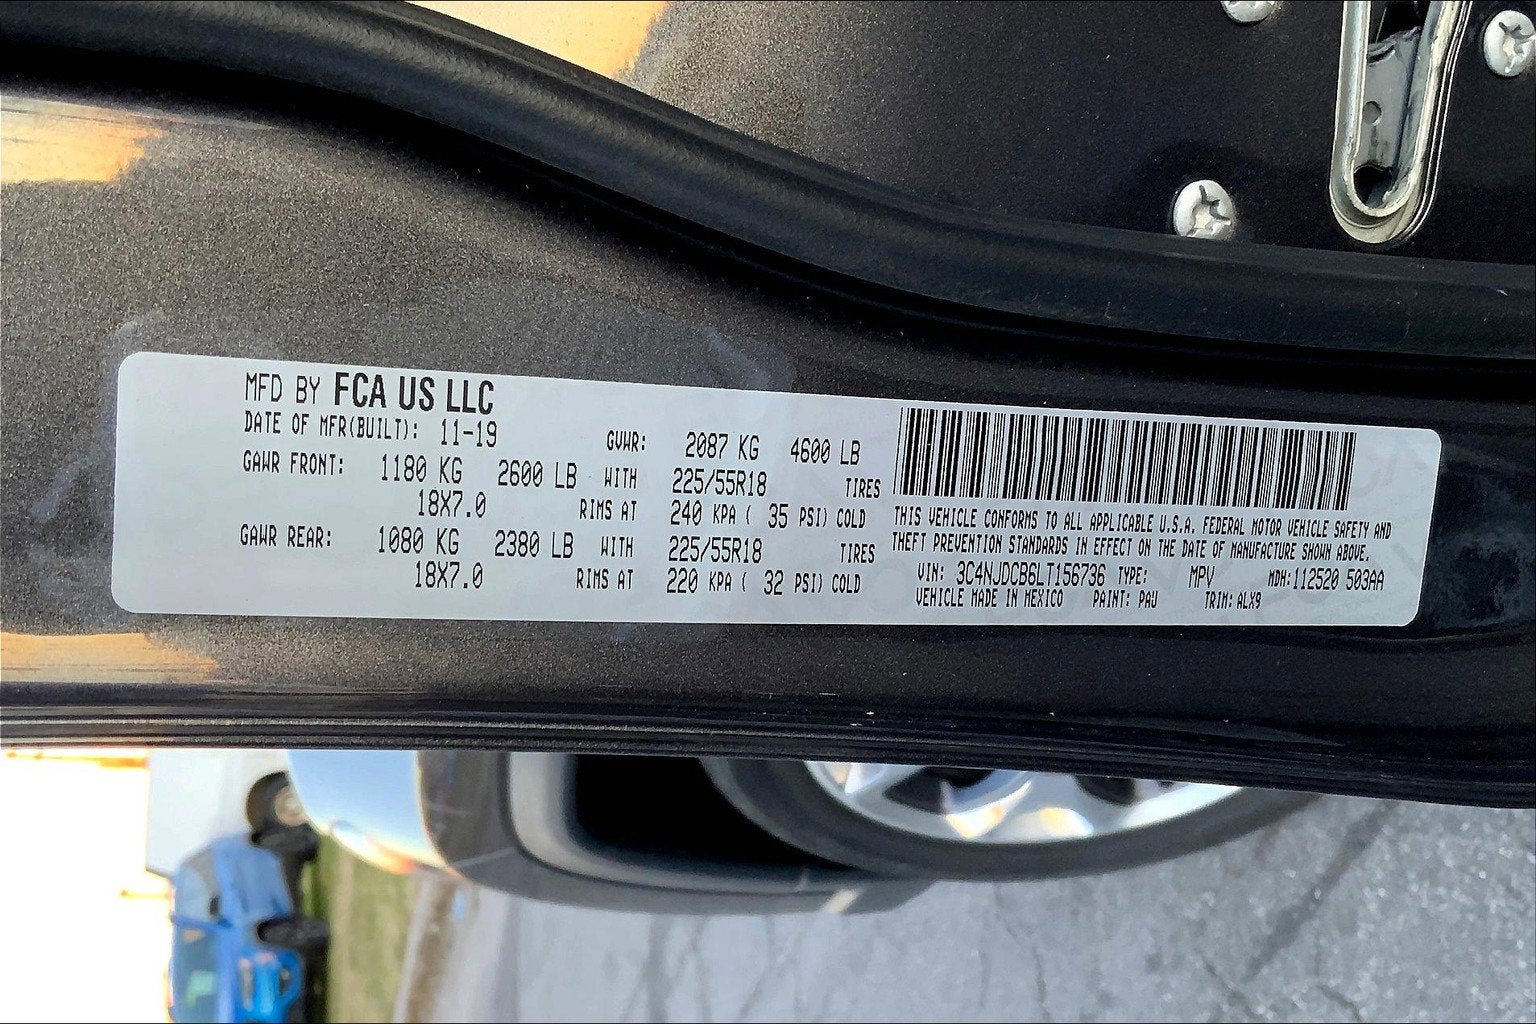 MFD BY FCA US LLC
DATE OF MFR(BUILT): 11-19 GVWR: 2087 KG 4600 LB
GAWR FRONT: 1180 KG 2600 LB WITH 225/55R18 TIRES
18X7.0 RIMS AT 240 KPA ( 35 PSI) COLD
GAWR REAR: 1080 KG 2380 LB WITH 225/55R18 TIRES
18X7.0 RIMS AT 220 KPA ( 32 PSI) COLD
THIS VEHICLE CONFORMS TO ALL APPLICABLE U.S.A. FEDERAL MOTOR VEHICLE SAFETY AND
THEFT PREVENTION STANDARDS IN EFFECT ON THE DATE OF MANUFACTURE SHOWN ABOVE.
VIN: 3C4NJDCB6LT156736 TYPE: MPV MDH:112520 503AA
VEHICLE MADE IN MEXICO PAINT: PAU TRIM: ALX9